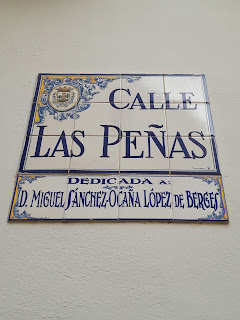 CALLE
LAS PEÑAS
DEDICADA A:
D. MIGUEL SÁNCHEZ-OCAÑA LÓPEZ DE BERGES